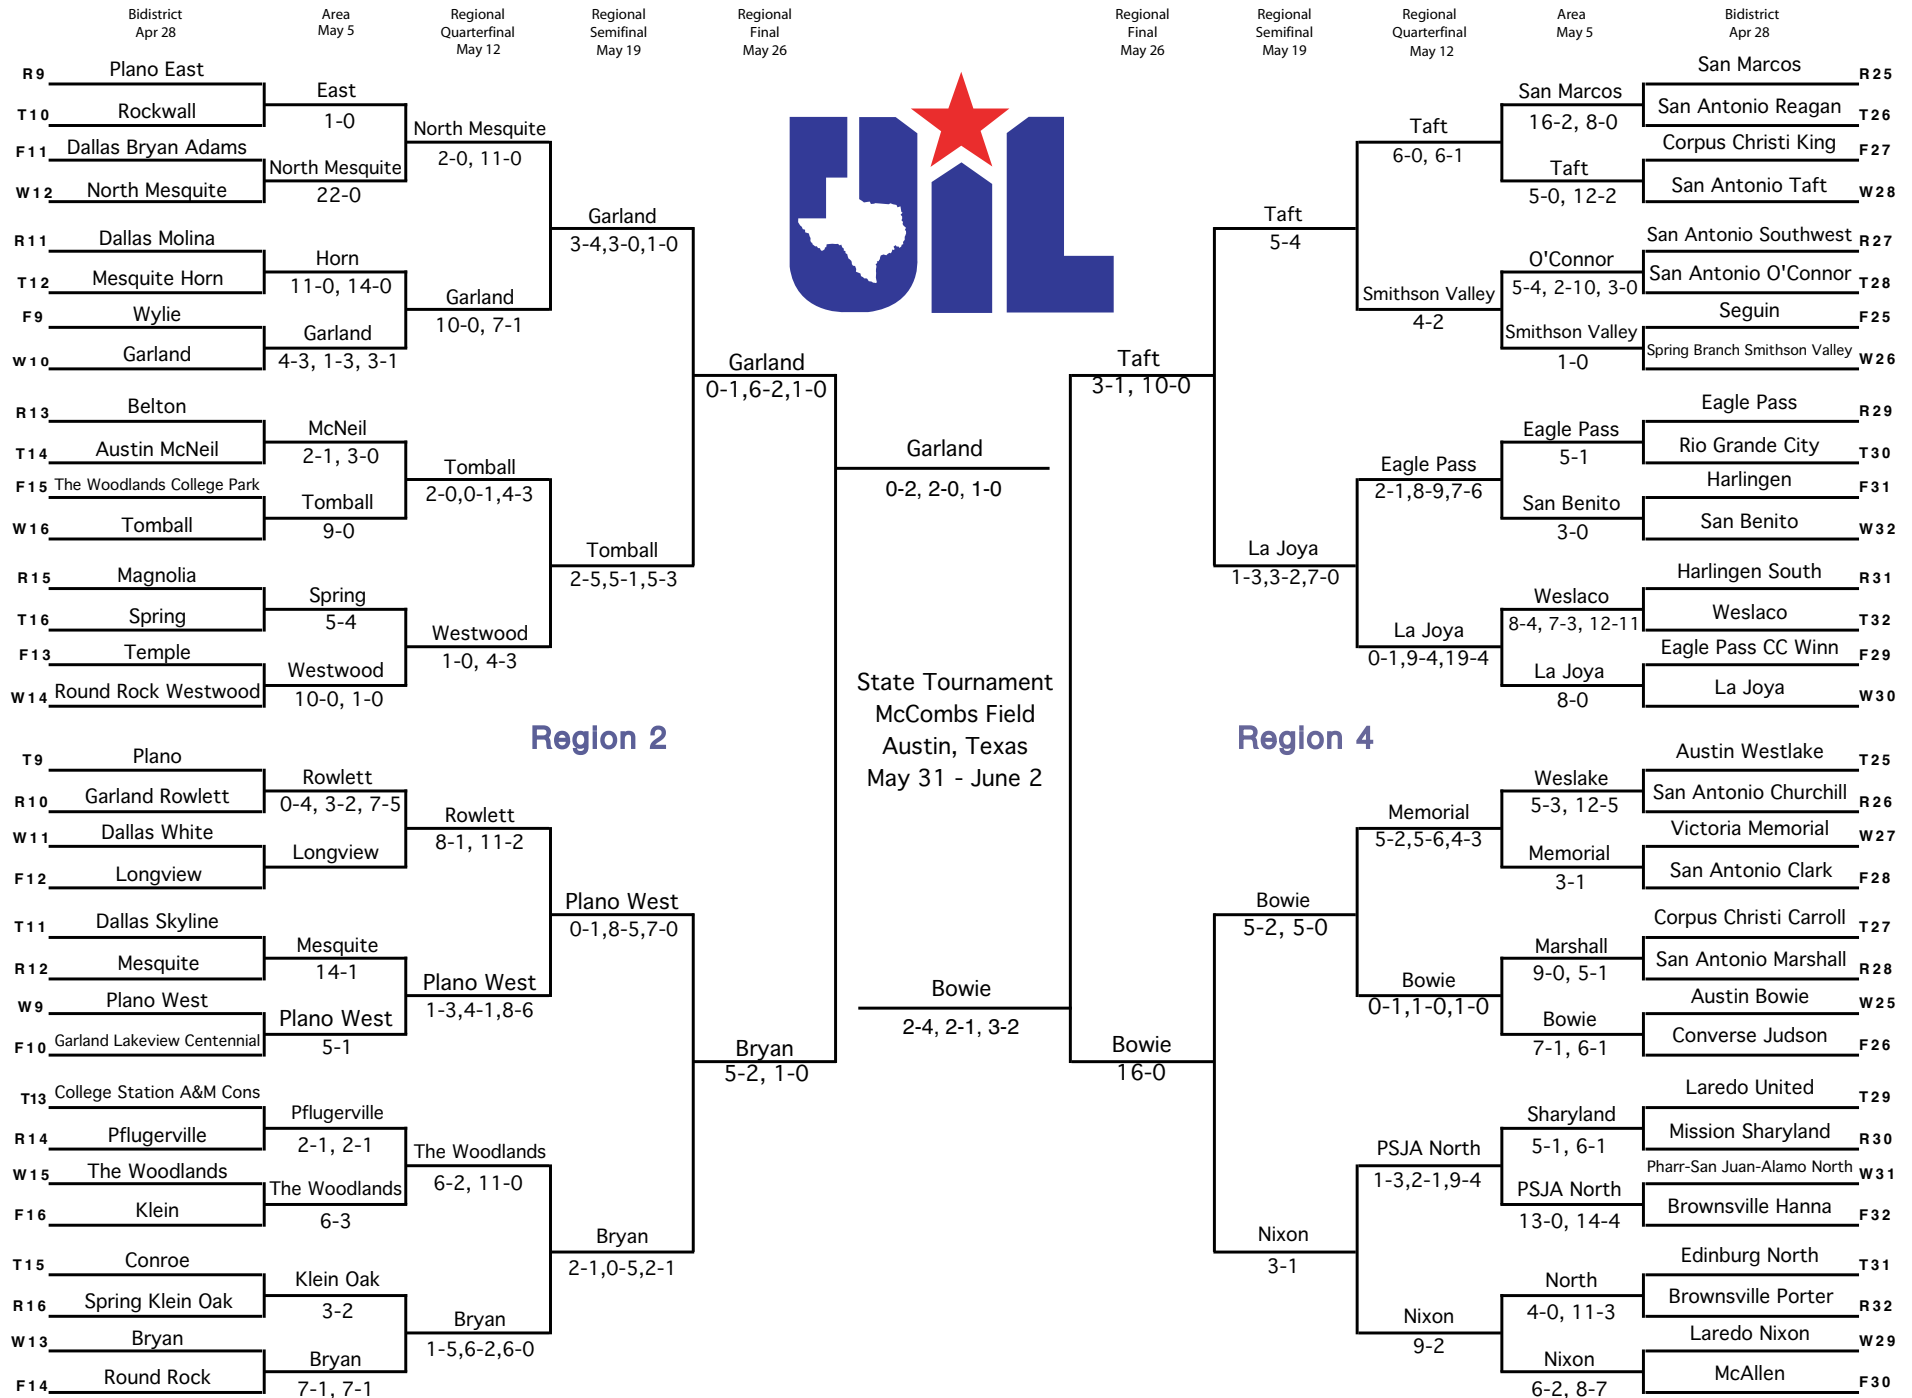 Bidistrict
Apr 28
Area
May 5
Regional
Quarterfinal
May 12
Regional
Semifinal
May 19
Regional
Final
May 26
Regional
Final
May 26
Regional
Semifinal
May 19
Regional
Quarterfinal
May 12
Area
May 5
Bidistrict
Apr 28
R9 Plano East
T10 Rockwall
F11 Dallas Bryan Adams
W12 North Mesquite
R11 Dallas Molina
T12 Mesquite Horn
F9 Wylie
W10 Garland
R13 Belton
T14 Austin McNeil
F15 The Woodlands College Park
W16 Tomball
R15 Magnolia
T16 Spring
F13 Temple
W14 Round Rock Westwood
T9 Plano
R10 Garland Rowlett
W11 Dallas White
F12 Longview
T11 Dallas Skyline
R12 Mesquite
W9 Plano West
F10 Garland Lakeview Centennial
T13 College Station A&M Cons
R14 Pflugerville
W15 The Woodlands
F16 Klein
T15 Conroe
R16 Spring Klein Oak
W13 Bryan
F14 Round Rock
East
1-0
North Mesquite
22-0
Horn
11-0, 14-0
Garland
4-3, 1-3, 3-1
McNeil
2-1, 3-0
Tomball
9-0
Spring
5-4
Westwood
10-0, 1-0
Rowlett
0-4, 3-2, 7-5
Longview
Mesquite
14-1
Plano West
5-1
Pflugerville
2-1, 2-1
The Woodlands
6-3
Klein Oak
3-2
Bryan
7-1, 7-1
North Mesquite
2-0, 11-0
Garland
10-0, 7-1
Tomball
2-0,0-1,4-3
Westwood
1-0, 4-3
Rowlett
8-1, 11-2
Plano West
1-3,4-1,8-6
The Woodlands
6-2, 11-0
Bryan
1-5,6-2,6-0
Garland
3-4,3-0,1-0
Tomball
2-5,5-1,5-3
Plano West
0-1,8-5,7-0
Bryan
2-1,0-5,2-1
Region 2
Garland
0-1,6-2,1-0
Bryan
5-2, 1-0
UIL
Garland
0-2, 2-0, 1-0
State Tournament
McCombs Field
Austin, Texas
May 31 - June 2
Bowie
2-4, 2-1, 3-2
Taft
3-1, 10-0
Bowie
16-0
Region 4
Taft
5-4
La Joya
1-3,3-2,7-0
Bowie
5-2, 5-0
Nixon
3-1
Taft
6-0, 6-1
Smithson Valley
4-2
Eagle Pass
2-1,8-9,7-6
La Joya
0-1,9-4,19-4
Memorial
5-2,5-6,4-3
Bowie
0-1,1-0,1-0
PSJA North
1-3,2-1,9-4
Nixon
9-2
San Marcos
16-2, 8-0
Taft
5-0, 12-2
O'Connor
5-4, 2-10, 3-0
Smithson Valley
1-0
Eagle Pass
5-1
San Benito
3-0
Weslaco
8-4, 7-3, 12-11
La Joya
8-0
Weslake
5-3, 12-5
Memorial
3-1
Marshall
9-0, 5-1
Bowie
7-1, 6-1
Sharyland
5-1, 6-1
PSJA North
13-0, 14-4
North
4-0, 11-3
Nixon
6-2, 8-7
San Marcos R25
San Antonio Reagan T26
Corpus Christi King F27
San Antonio Taft W28
San Antonio Southwest R27
San Antonio O'Connor T28
Seguin F25
Spring Branch Smithson Valley W26
Eagle Pass R29
Rio Grande City T30
Harlingen F31
San Benito W32
Harlingen South R31
Weslaco T32
Eagle Pass CC Winn F29
La Joya W30
Austin Westlake T25
San Antonio Churchill R26
Victoria Memorial W27
San Antonio Clark F28
Corpus Christi Carroll T27
San Antonio Marshall R28
Austin Bowie W25
Converse Judson F26
Laredo United T29
Mission Sharyland R30
Pharr-San Juan-Alamo North W31
Brownsville Hanna F32
Edinburg North T31
Brownsville Porter R32
Laredo Nixon W29
McAllen F30